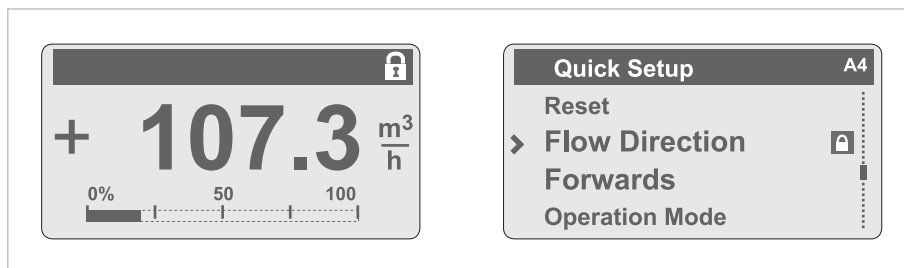 + 107.3 m³/h
0% 50 100
Quick Setup A4
Reset
Flow Direction
Forwards
Operation Mode